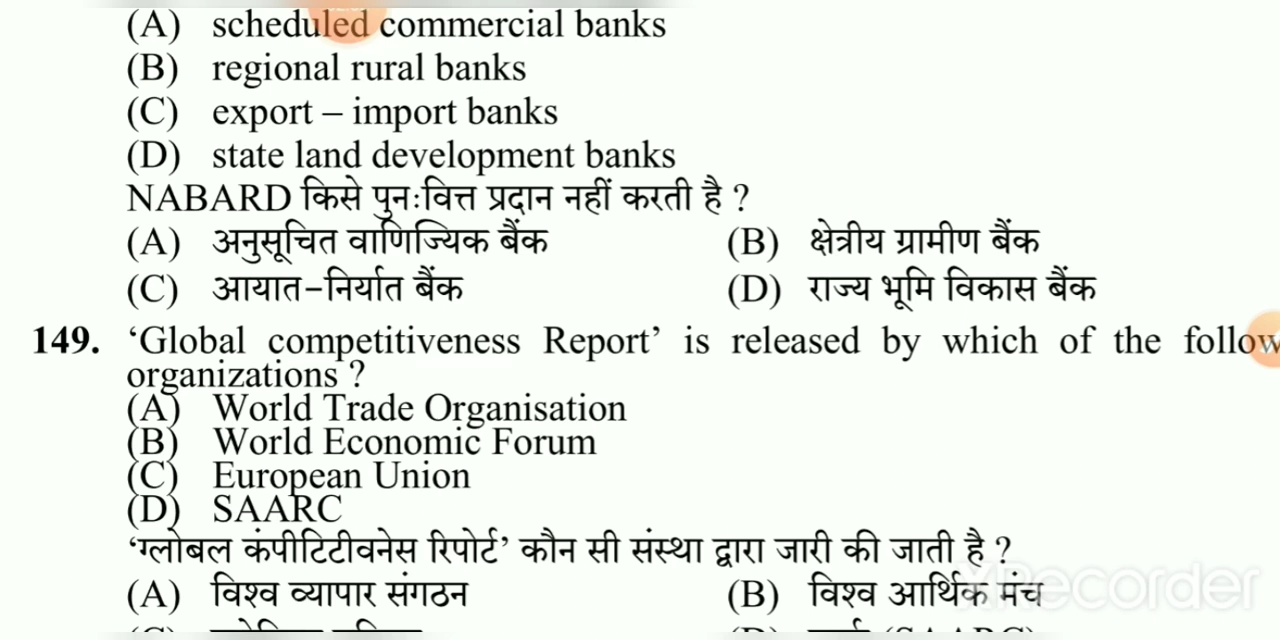 (A) scheduled commercial banks
(B) regional rural banks
(C) export – import banks
(D) state land development banks
NABARD किसे पुनःवित्त प्रदान नहीं करती है ?
(A) अनुसूचित वाणिज्यिक बैंक (B) क्षेत्रीय ग्रामीण बैंक
(C) आयात-निर्यात बैंक (D) राज्य भूमि विकास बैंक
149. ‘Global competitiveness Report’ is released by which of the follow
organizations ?
(A) World Trade Organisation
(B) World Economic Forum
(C) European Union
(D) SAARC
‘ग्लोबल कंपीटिटीवनेस रिपोर्ट’ कौन सी संस्था द्वारा जारी की जाती है ?
(A) विश्व व्यापार संगठन (B) विश्व आर्थिक मंच
XRecorder